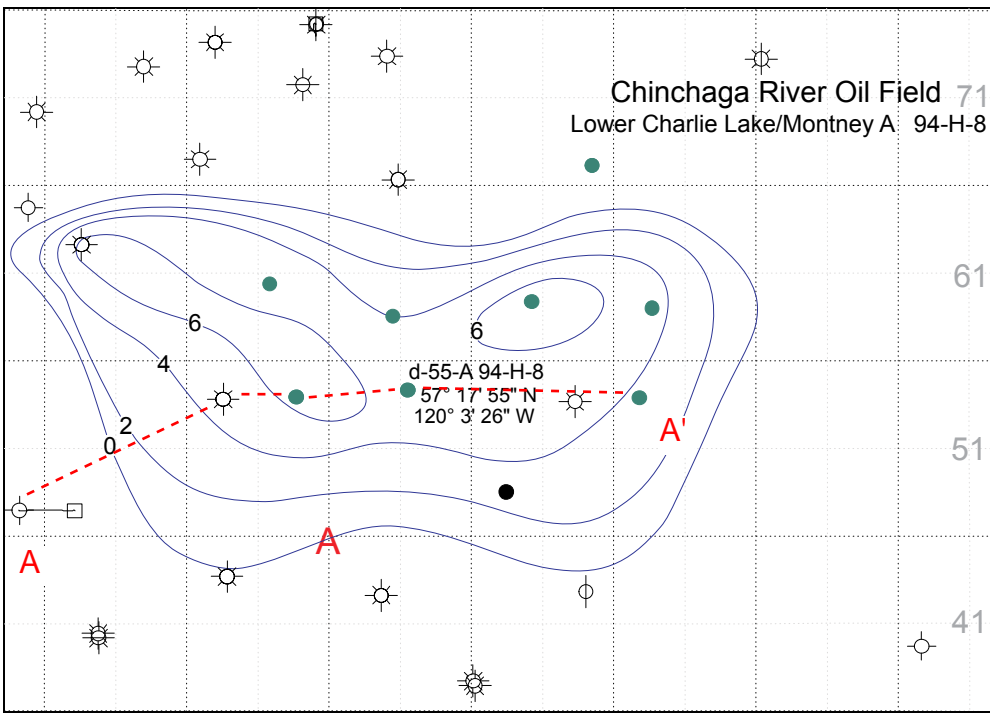 Chinchaga River Oil Field
71
Lower Charlie Lake/Montney A 94-H-8
61
6
6
4
d-55-A 94-H-8
57° 17' 55" N
120° 3' 26" W
2
0
A'
51
A
A
41